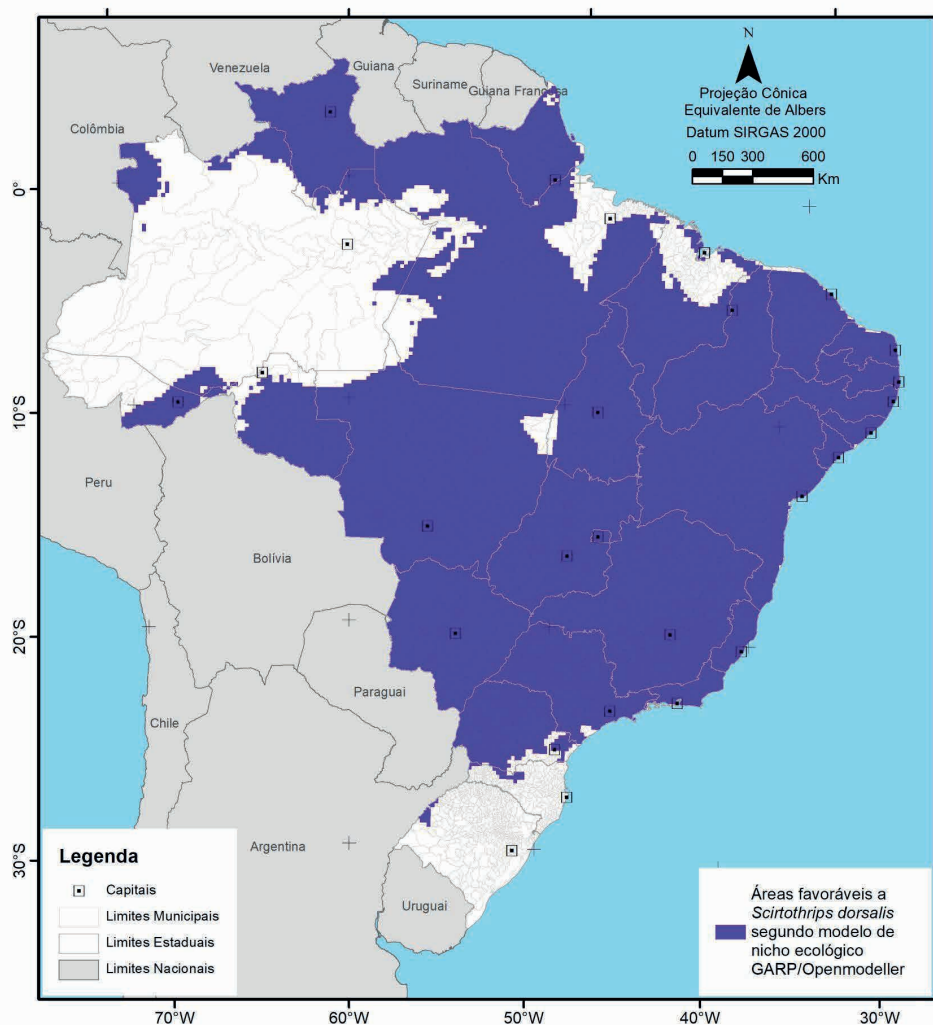 N
Projeção Cônica
Equivalente de Albers
Datum SIRGAS 2000
0 150 300 600
Km
Venezuela
Guiana
Suriname
Guiana Francesa
Colômbia
0°
10°S
Peru
Bolívia
20°S
Paraguai
Chile
Argentina
30°S
Uruguai
Legenda
Capitais
Limites Municipais
Limites Estaduais
Limites Nacionais
Áreas favoráveis a
Scirtothrips dorsalis
segundo modelo de
nicho ecológico
GARP/Openmodeller
70°W 60°W 50°W 40°W 30°W